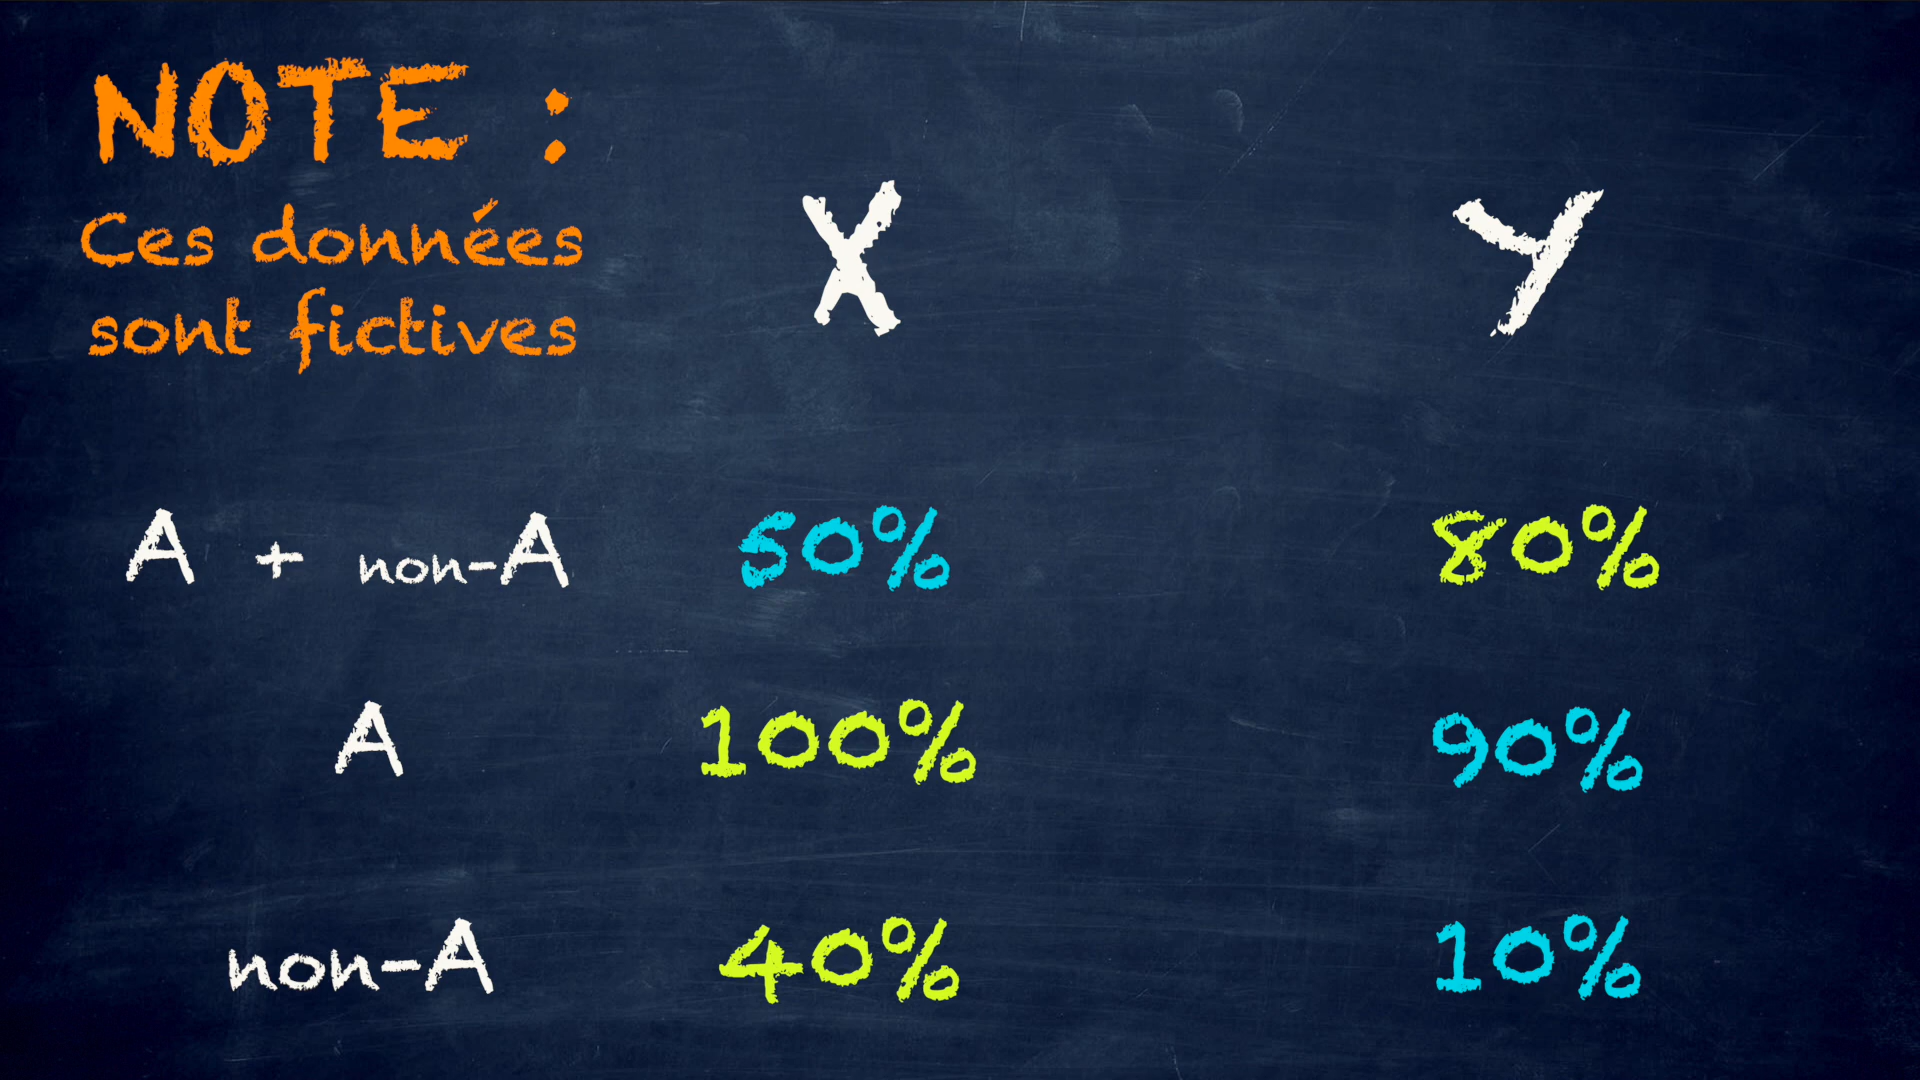 NOTE :
Ces données
sont fictives
X Y
A + non-A 50% 80%
A 100% 90%
non-A 40% 10%